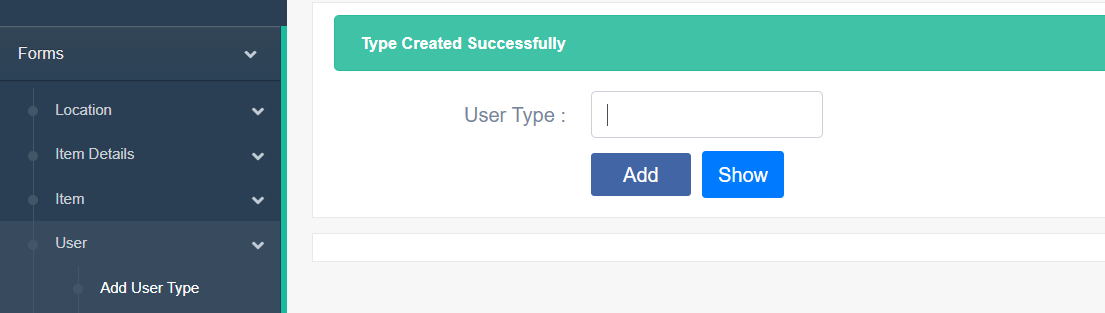 Forms
Location
Item Details
Item
User
Add User Type
Type Created Successfully
User Type :
Add Show